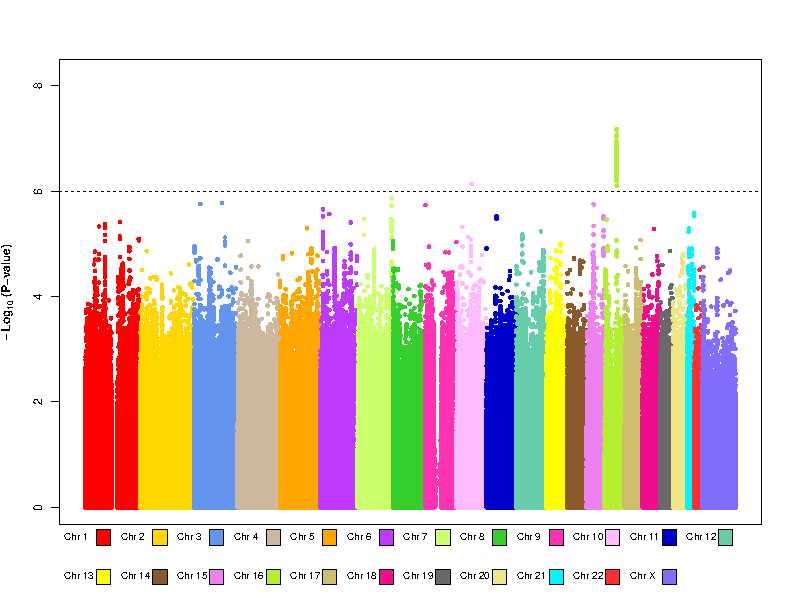 8
6
4
2
0
−Log10 (P−value)
Chr 1 Chr 2 Chr 3 Chr 4 Chr 5 Chr 6 Chr 7 Chr 8 Chr 9 Chr 10 Chr 11 Chr 12
Chr 13 Chr 14 Chr 15 Chr 16 Chr 17 Chr 18 Chr 19 Chr 20 Chr 21 Chr 22 Chr X